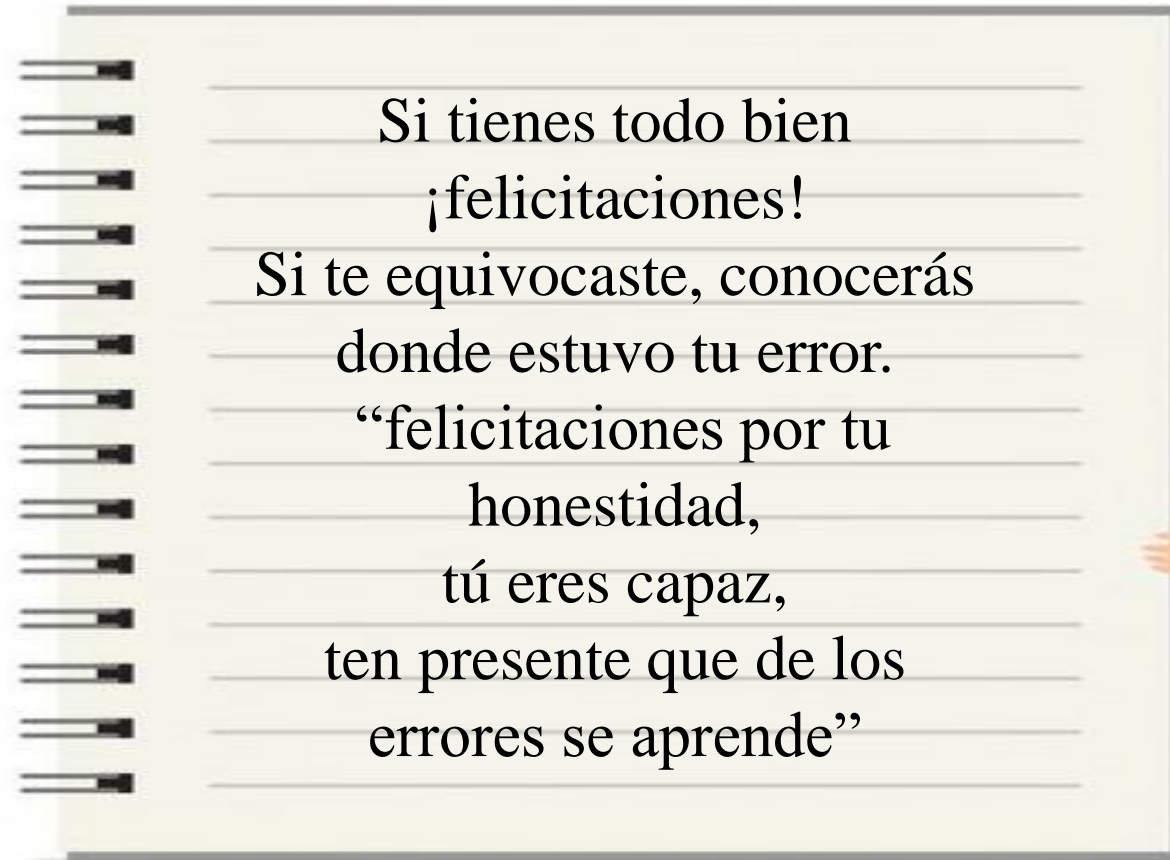 Si tienes todo bien
¡felicitaciones!
Si te equivocaste, conocerás
donde estuvo tu error.
“felicitaciones por tu
honestidad,
tú eres capaz,
ten presente que de los
errores se aprende”